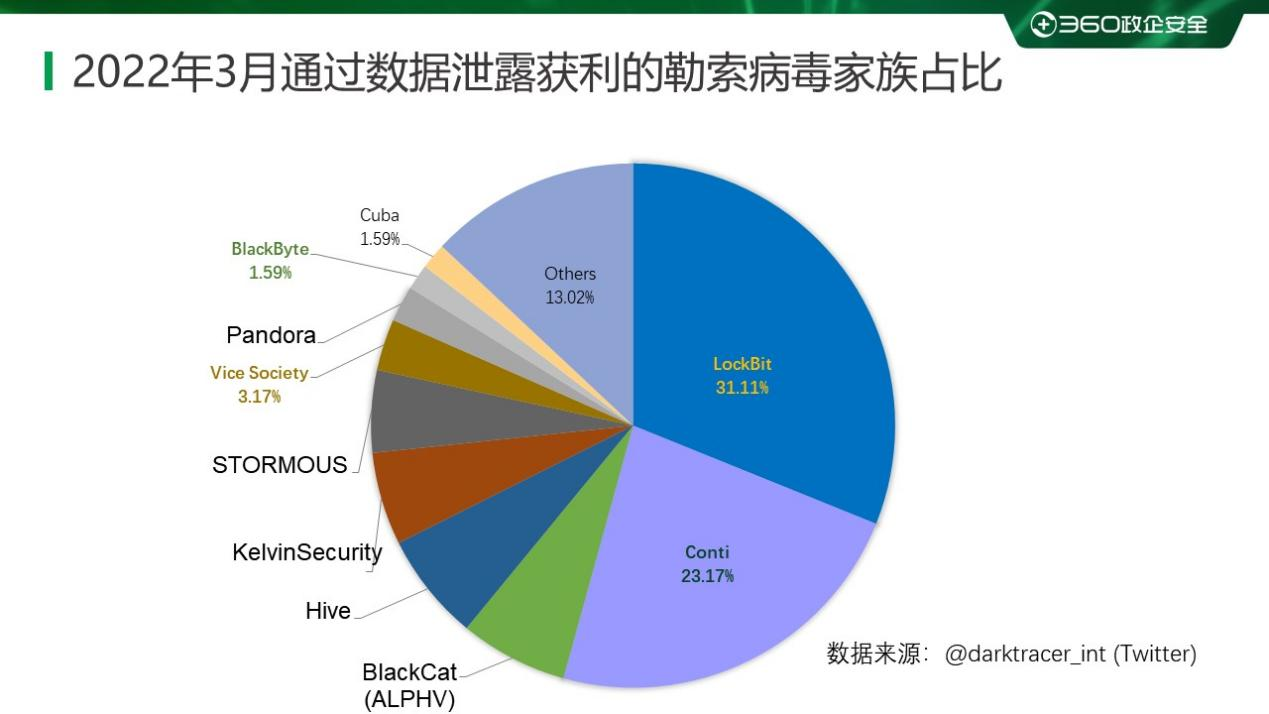 360政企安全
2022年3月通过数据泄露获利的勒索病毒家族占比
Cuba
1.59%
BlackByte
1.59%
Others
13.02%
Pandora
LockBit
31.11%
Vice Society
3.17%
STORMOUS
KelvinSecurity
Conti
23.17%
Hive
数据来源：@darktracer_int (Twitter)
BlackCat
(ALPHV)